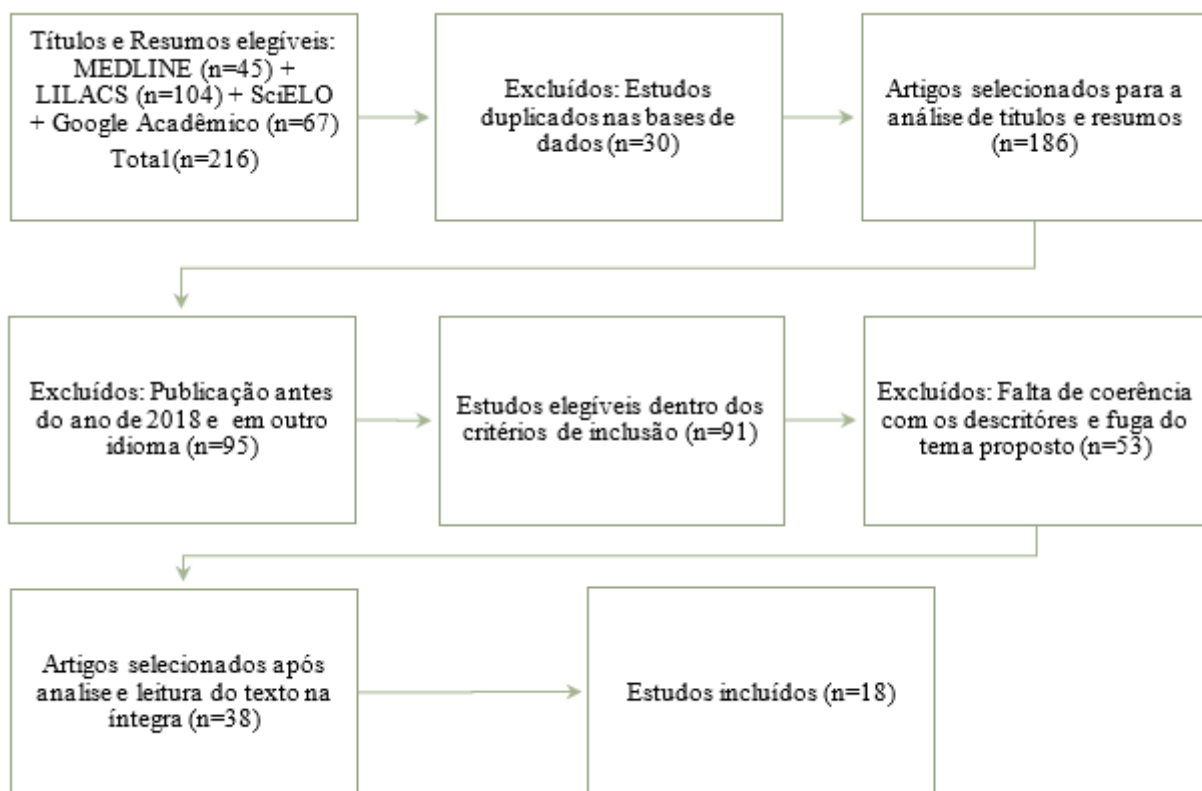 Títulos e Resumos elegíveis:
MEDLINE (n=45) +
LILACS (n=104) + SciELO
+ Google Acadêmico (n=67)
Total (n=216)
Excluídos: Estudos
duplicados nas bases de
dados (n=30)
Artigos selecionados para a
análise de títulos e resumos
(n=186)
Excluídos: Publicação antes
do ano de 2018 e em outro
idioma (n=95)
Estudos elegíveis dentro dos
critérios de inclusão (n=91)
Excluídos: Falta de coerência
com os descritóres e fuga do
tema proposto (n=53)
Artigos selecionados após
analise e leitura do texto na
íntegra (n=38)
Estudos incluídos (n=18)